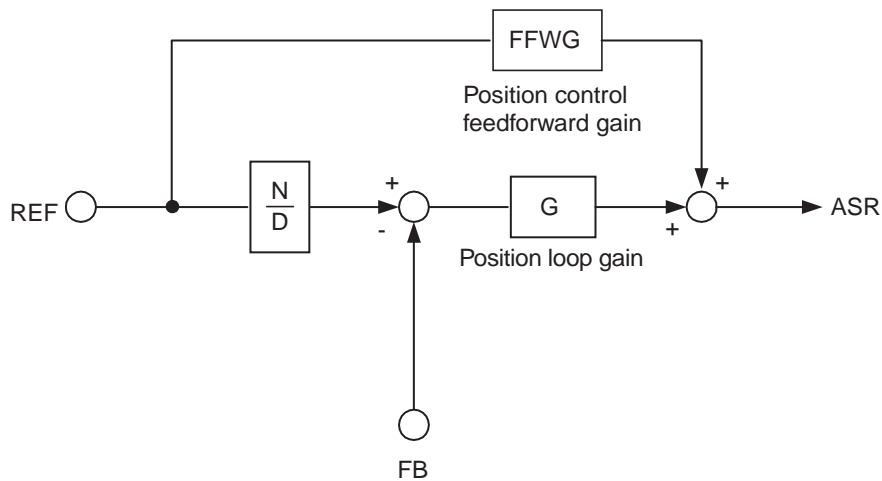 FFWG
Position control
feedforward gain
REF
N
D
+
-
G
+
+
ASR
Position loop gain
FB